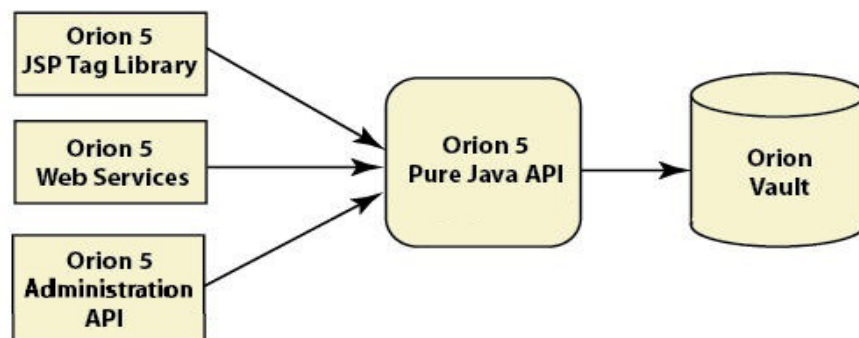 Orion 5
JSP Tag Library
Orion 5
Web Services
Orion 5
Administration
API
Orion 5
Pure Java API
Orion
Vault